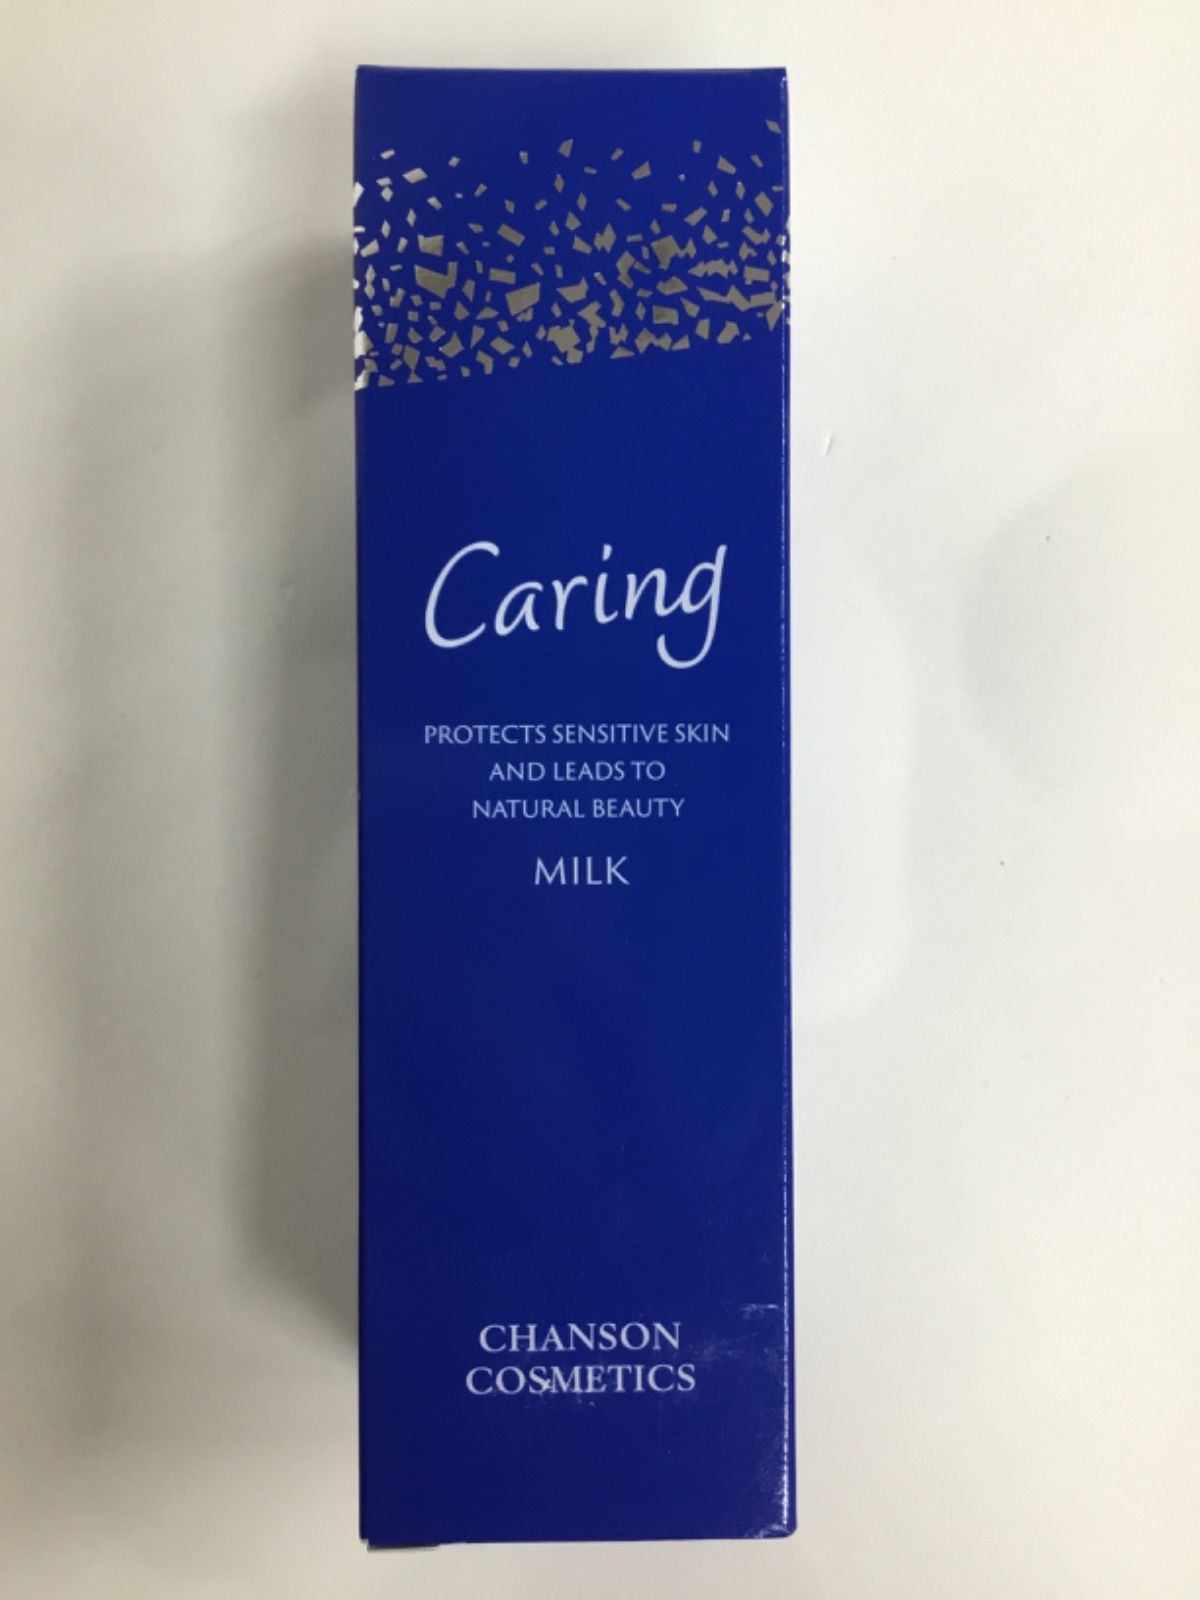 Caring
PROTECTS SENSITIVE SKIN
AND LEADS TO
NATURAL BEAUTY
MILK
CHANSON
COSMETICS